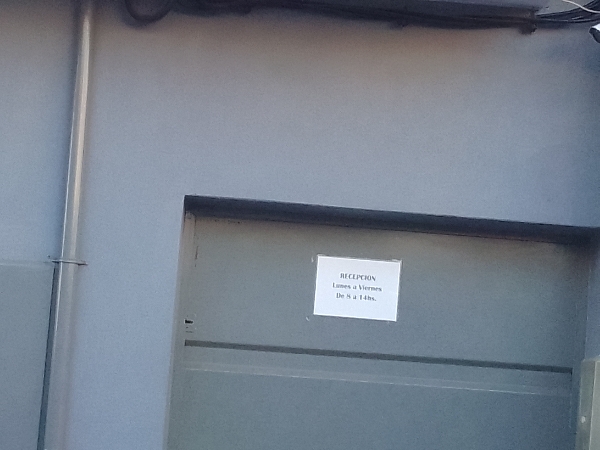 RECEPCION
Lunes a Viernes
De 8 a 14hs.